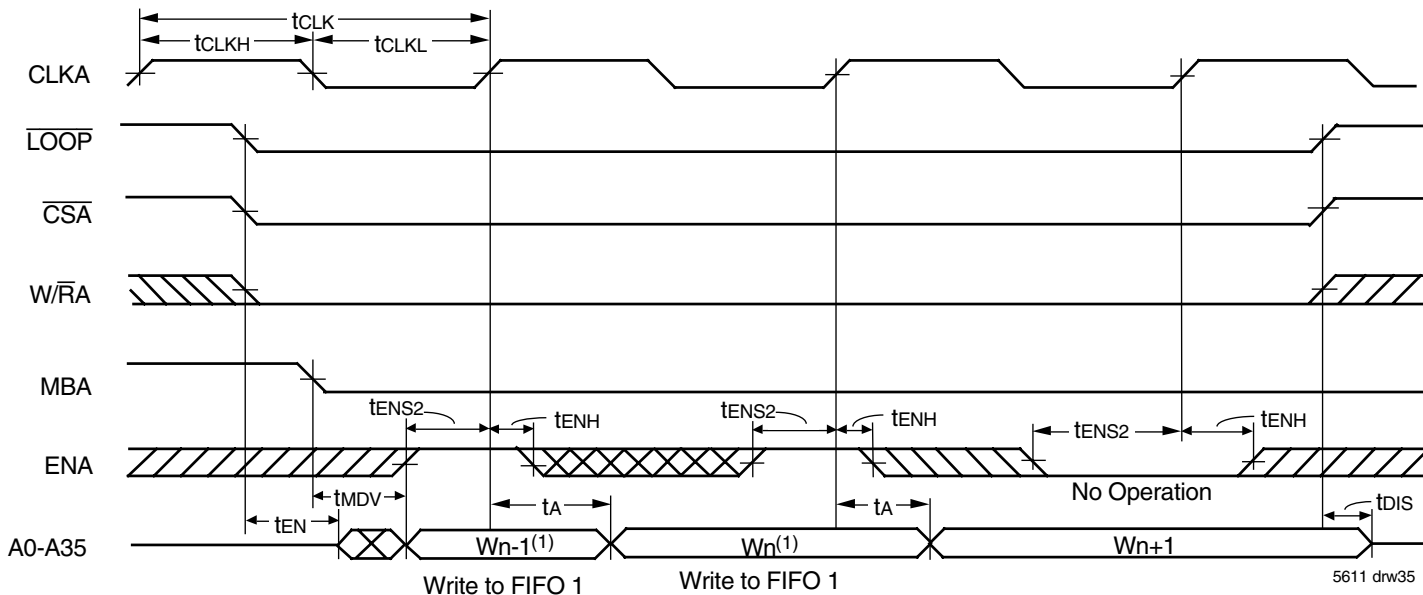 tCLK
tCLKH tCLKL
CLKA
LOOP
CSA
W/RA
MBA
tENS2 tENH tENS2 tENH tENS2 tENH
ENA
No Operation
tMDV tA tA tDIS
tEN
A0-A35 Wn-1(1) Wn(1) Wn+1
Write to FIFO 1 Write to FIFO 1
5611 drw35